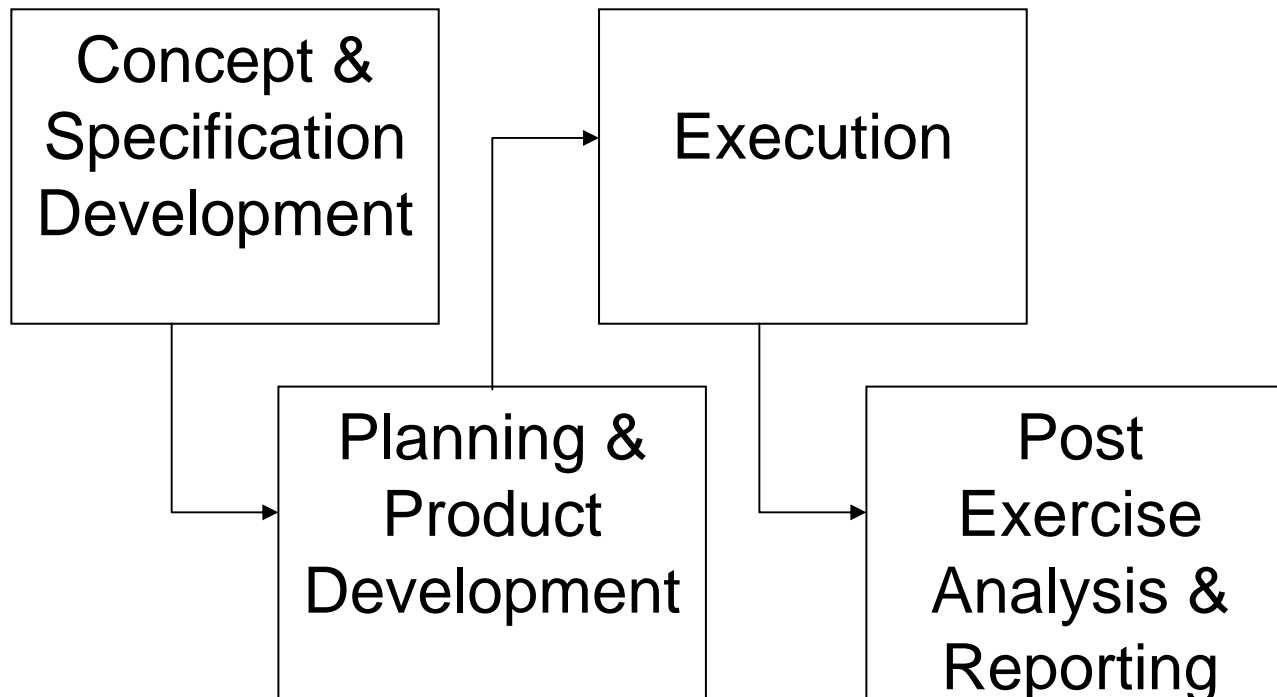 Concept &
Specification
Development
Planning &
Product
Development
Execution
Post
Exercise
Analysis &
Reporting